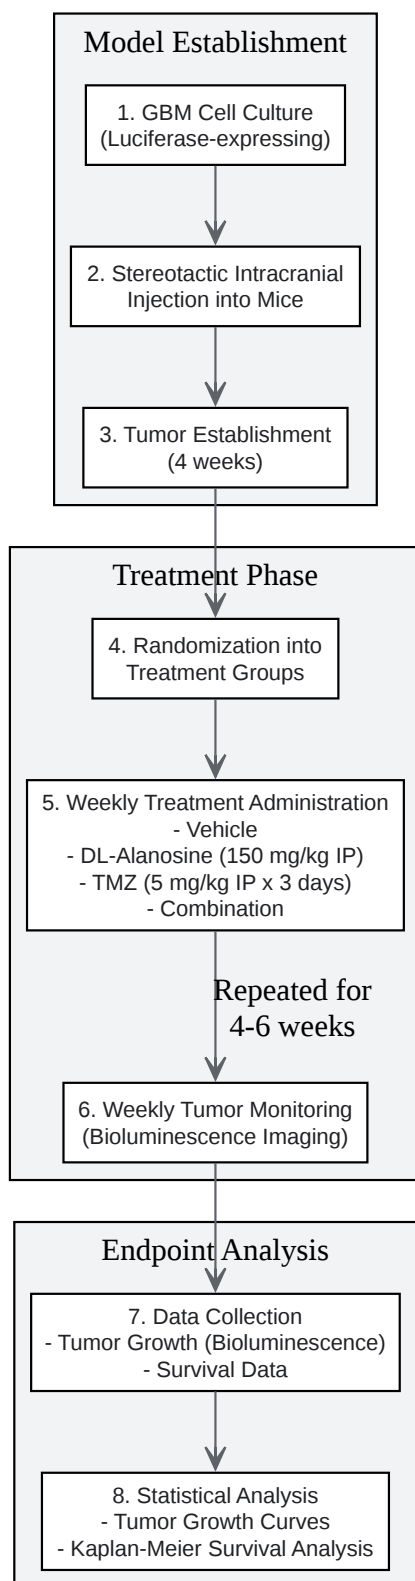 Model Establishment
1. GBM Cell Culture
(Luciferase-expressing)
2. Stereotactic Intracranial
Injection into Mice
3. Tumor Establishment
(4 weeks)
Treatment Phase
4. Randomization into
Treatment Groups
5. Weekly Treatment Administration
- Vehicle
- DL-Alanosine (150 mg/kg IP)
- TMZ (5 mg/kg IP x 3 days)
- Combination
Repeated for
4-6 weeks
6. Weekly Tumor Monitoring
(Bioluminescence Imaging)
Endpoint Analysis
7. Data Collection
- Tumor Growth (Bioluminescence)
- Survival Data
8. Statistical Analysis
- Tumor Growth Curves
- Kaplan-Meier Survival Analysis